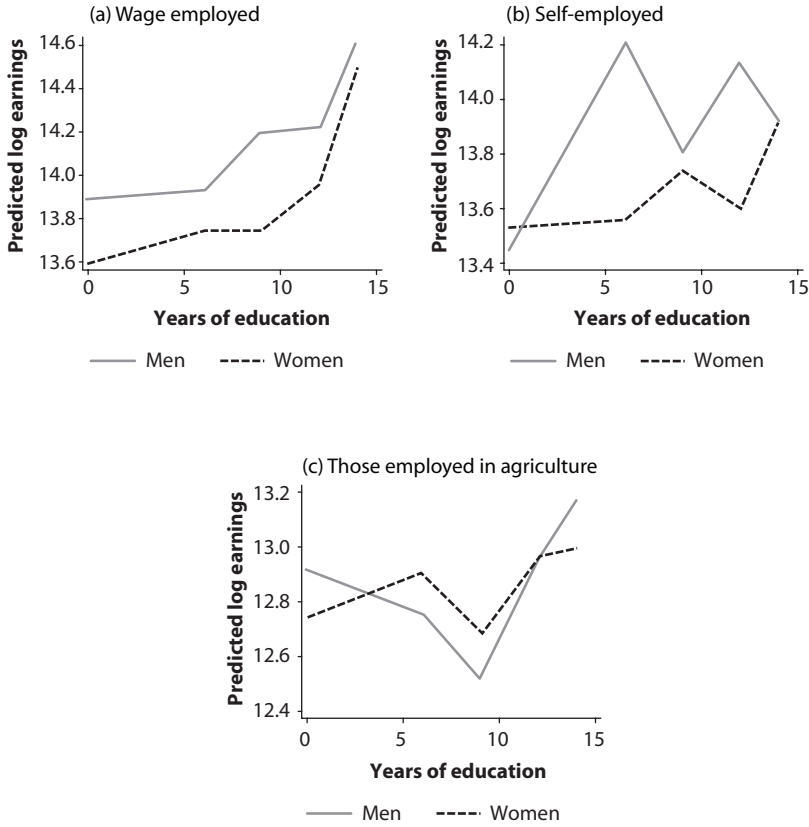 (a) Wage employed
Predicted log earnings
14.6
14.4
14.2
14.0
13.8
13.6
0 5 10 15
Years of education
Men Women
(b) Self-employed
Predicted log earnings
14.2
14.0
13.8
13.6
13.4
0 5 10 15
Years of education
Men Women
(c) Those employed in agriculture
Predicted log earnings
13.2
13.0
12.8
12.6
12.4
0 5 10 15
Years of education
Men Women